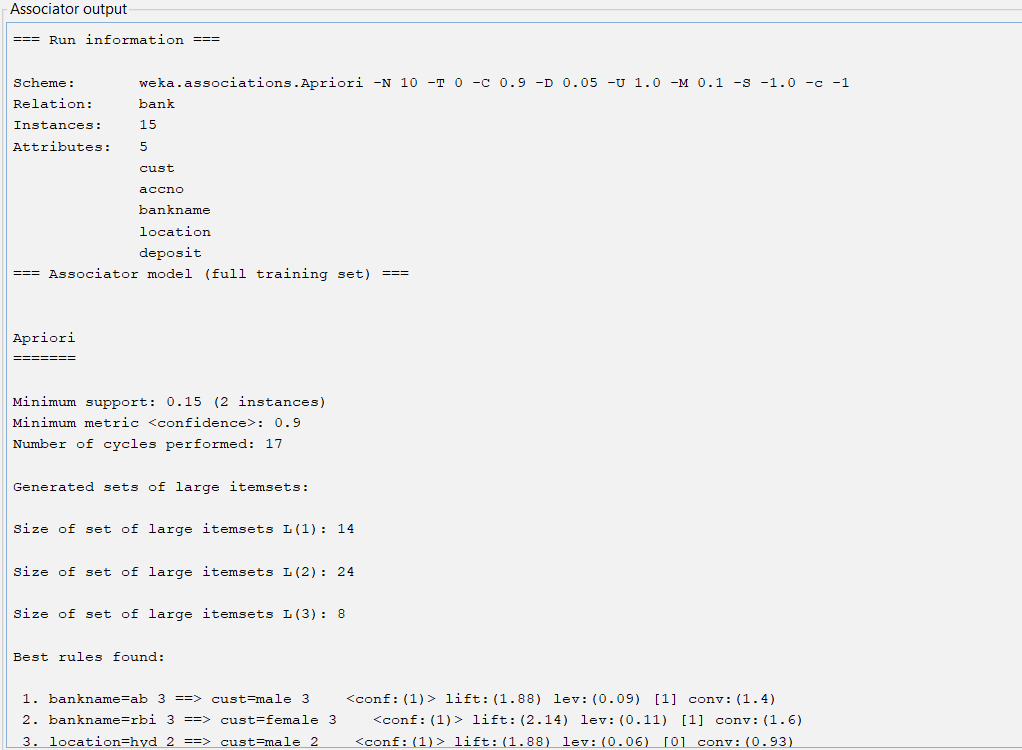 Associator output
=== Run information ===
Scheme:       weka.associations.Apriori -N 10 -T 0 -C 0.9 -D 0.05 -U 1.0 -M 0.1 -S -1.0 -c -1
Relation:     bank
Instances:    15
Attributes:   5
              cust
              accno
              bankname
              location
              deposit
=== Associator model (full training set) ===
Apriori
=======
Minimum support: 0.15 (2 instances)
Minimum metric <confidence>: 0.9
Number of cycles performed: 17
Generated sets of large itemsets:
Size of set of large itemsets L(1): 14
Size of set of large itemsets L(2): 24
Size of set of large itemsets L(3): 8
Best rules found:
 1. bankname=ab 3 ==> cust=male 3    <conf:(1)> lift:(1.88) lev:(0.09) [1] conv:(1.4)
 2. bankname=rbi 3 ==> cust=female 3    <conf:(1)> lift:(2.14) lev:(0.11) [1] conv:(1.6)
 3. location=hyd 2 ==> cust=male 2    <conf:(1)> lift:(1.88) lev:(0.06) [0] conv:(0.93)